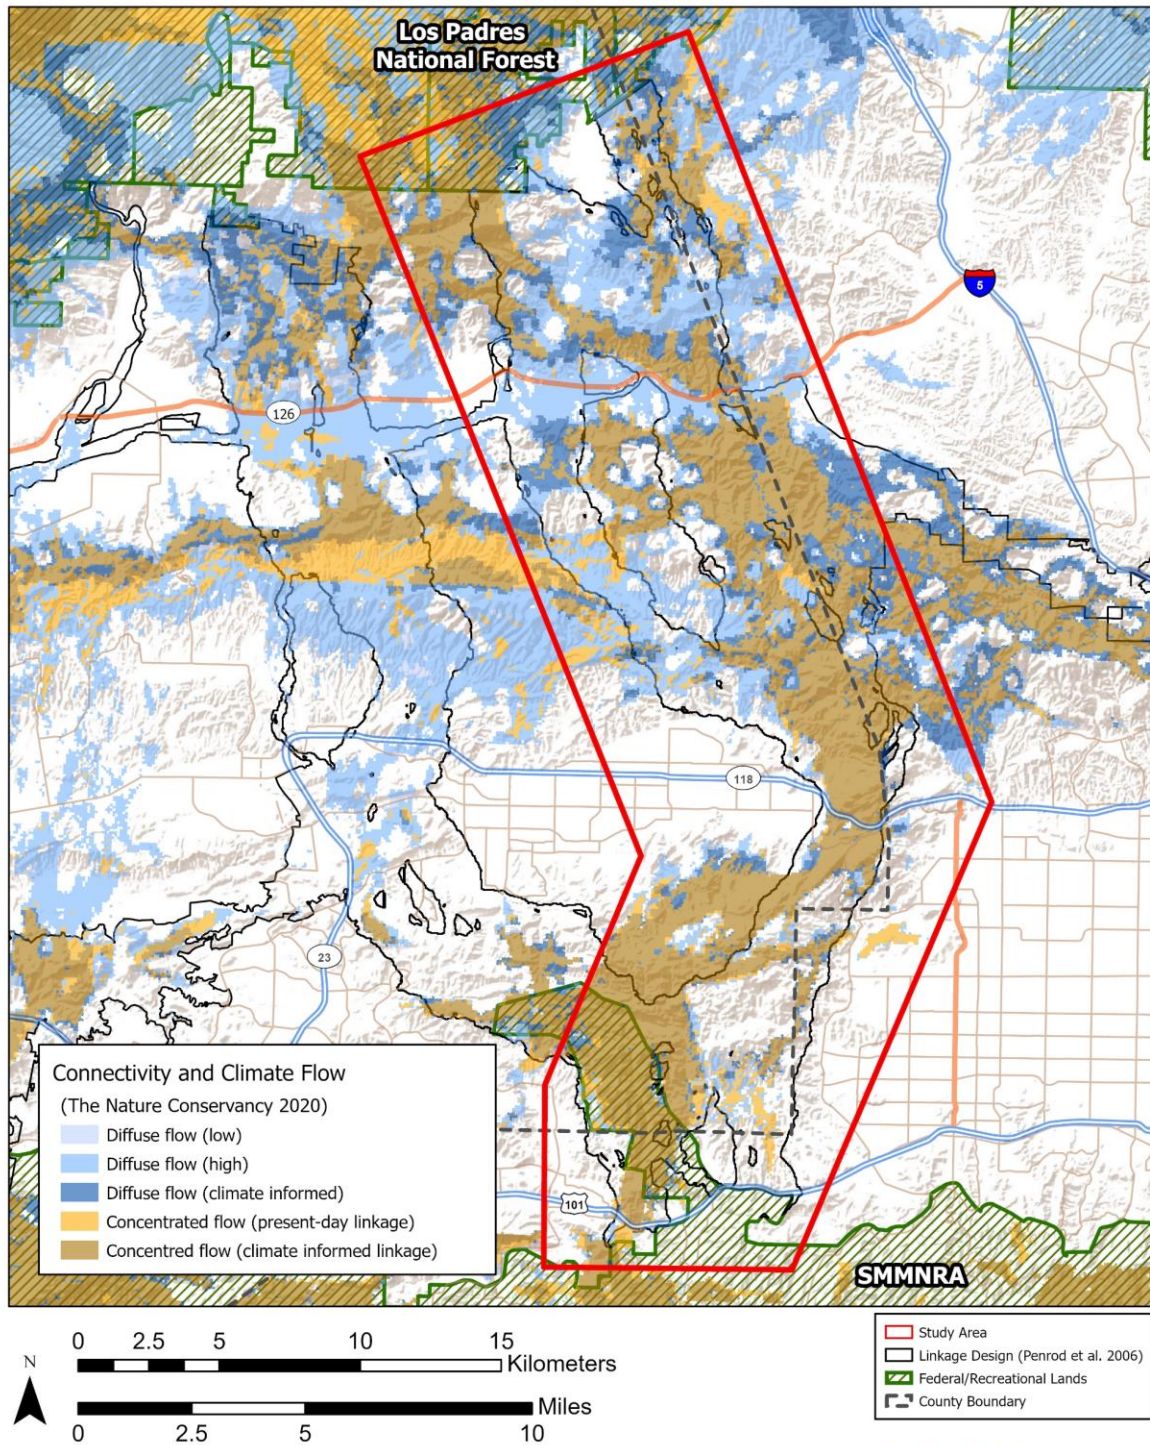 Los Padres
National Forest
5
126
118
23
101
SMMNRA
Connectivity and Climate Flow
(The Nature Conservancy 2020)
Diffuse flow (low)
Diffuse flow (high)
Diffuse flow (climate informed)
Concentrated flow (present-day linkage)
Concentred flow (climate informed linkage)
0 2.5 5 10 15
Kilometers
N
Miles
0 2.5 5 10
Study Area
Linkage Design (Penrod et al. 2006)
Federal/Recreational Lands
County Boundary